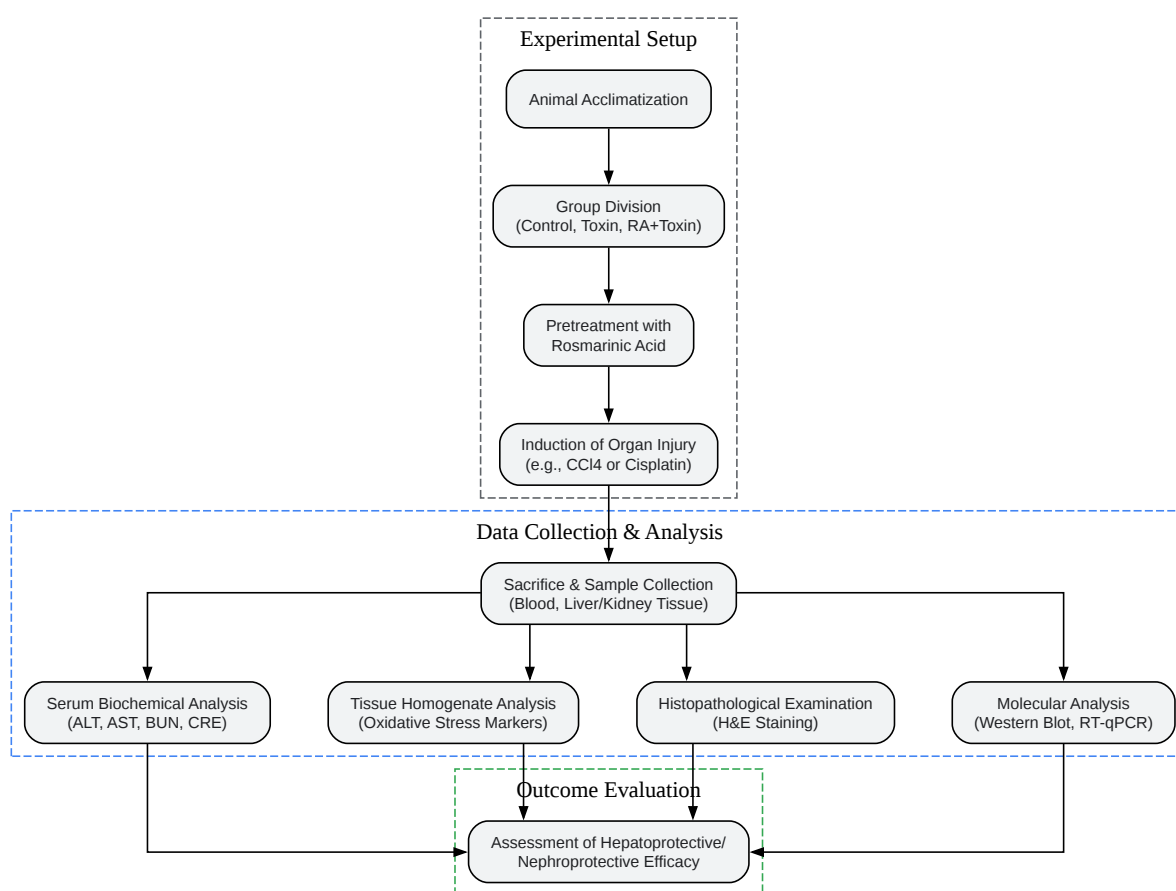 Experimental Setup
Animal Acclimatization
Group Division
(Control, Toxin, RA+Toxin)
Pretreatment with
Rosmarinic Acid
Induction of Organ Injury
(e.g., CCl4 or Cisplatin)
Data Collection & Analysis
Sacrifice & Sample Collection
(Blood, Liver/Kidney Tissue)
Serum Biochemical Analysis
(ALT, AST, BUN, CRE)
Tissue Homogenate Analysis
(Oxidative Stress Markers)
Histopathological Examination
(H&E Staining)
Molecular Analysis
(Western Blot, RT-qPCR)
Outcome Evaluation
Assessment of Hepatoprotective/
Nephroprotective Efficacy